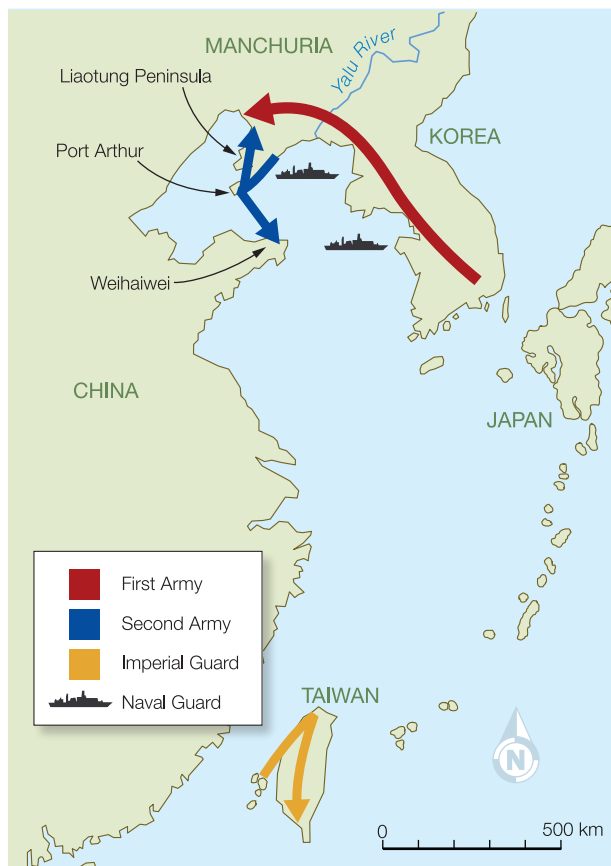 MANCHURIA
Yalu River
Liaotung Peninsula
KOREA
Port Arthur
Weihaiwei
CHINA
JAPAN
First Army
Second Army
Imperial Guard
Naval Guard
TAIWAN
N
0 500 km